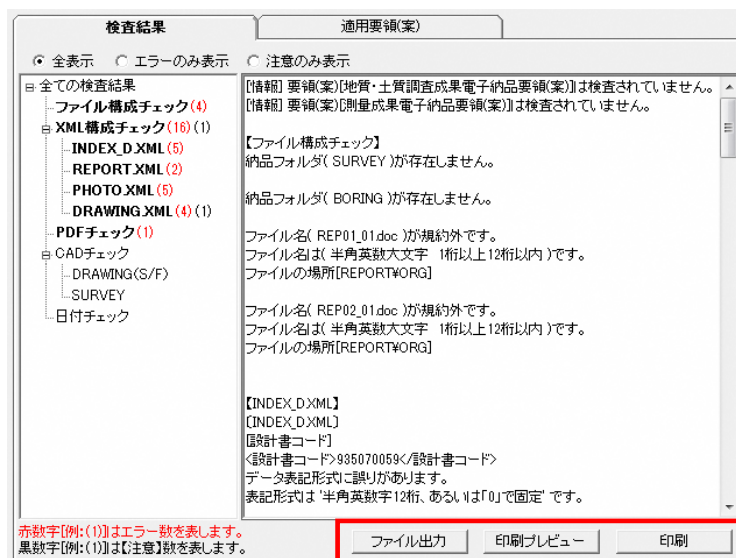 検査結果
適用要領(案)
全表示 エラーのみ表示 注意のみ表示
全ての検査結果
ファイル構成チェック(4)
XML構成チェック(16)(1)
INDEX_D.XML(5)
REPORT.XML(2)
PHOTO.XML(5)
DRAWING.XML(4)(1)
PDFチェック(1)
CADチェック
DRAWING(S/F)
SURVEY
日付チェック
[情報] 要領(案)[地質・土質調査成果電子納品要領(案)]は検査されていません。
[情報] 要領(案)[測量成果電子納品要領(案)]は検査されていません。
【ファイル構成チェック】
納品フォルダ( SURVEY )が存在しません。
納品フォルダ( BORING )が存在しません。
ファイル名( REP01_01.doc )が規約外です。
ファイル名は( 半角英数大文字 1桁以上12桁以内 )です。
ファイルの場所[REPORT¥ORG]
ファイル名( REP02_01.doc )が規約外です。
ファイル名は( 半角英数大文字 1桁以上12桁以内 )です。
ファイルの場所[REPORT¥ORG]
【INDEX_D.XML】
〔INDEX_D.XML〕
[設計書コード]
<設計書コード>935070059</設計書コード>
データ表記形式に誤りがあります。
表記形式は '半角英数字12桁、あるいは「0」で固定' です。
赤数字[例:(1)]はエラー数を表します。
黒数字[例:(1)]は【注意】数を表します。
ファイル出力 印刷プレビュー 印刷